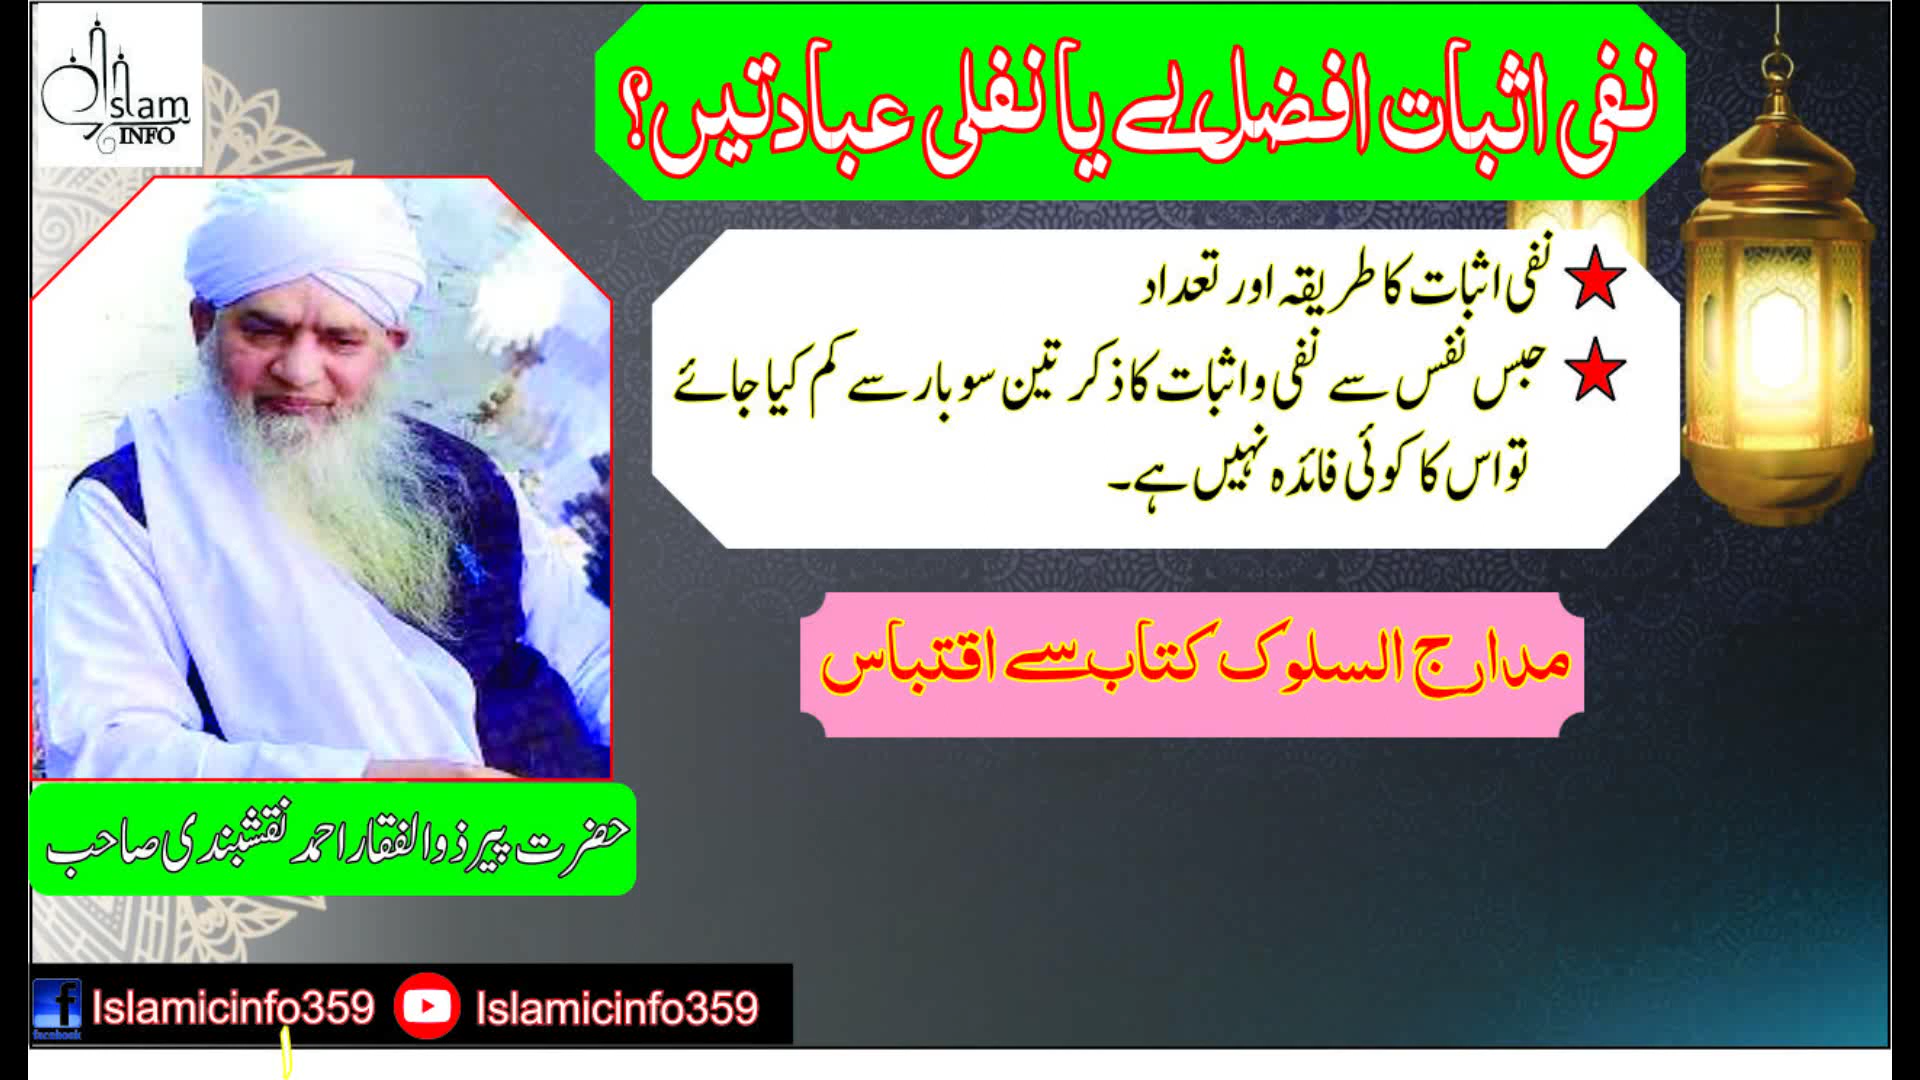 Islam
INFO
نفی اثبات افضل ہے یا نفلی عبادتیں؟
نفی اثبات کا طریقہ اور تعداد
حبس نفس سے نفی و اثبات کا ذکر تین سو بار سے کم کیا جائے
تو اس کا کوئی فائدہ نہیں ہے۔
مدارج السلوک کتاب سے اقتباس
حضرت پیر ذوالفقار احمد نقشبندی صاحب
facebook
Islamicinfo359 Islamicinfo359